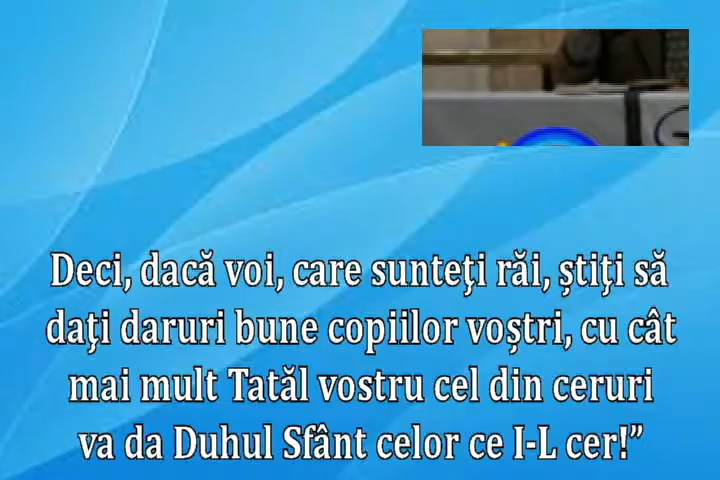 Deci, dacă voi, care sunteţi răi, ştiţi să
daţi daruri bune copiilor voştri, cu cât
mai mult Tatăl vostru cel din ceruri
va da Duhul Sfânt celor ce I-L cer!”